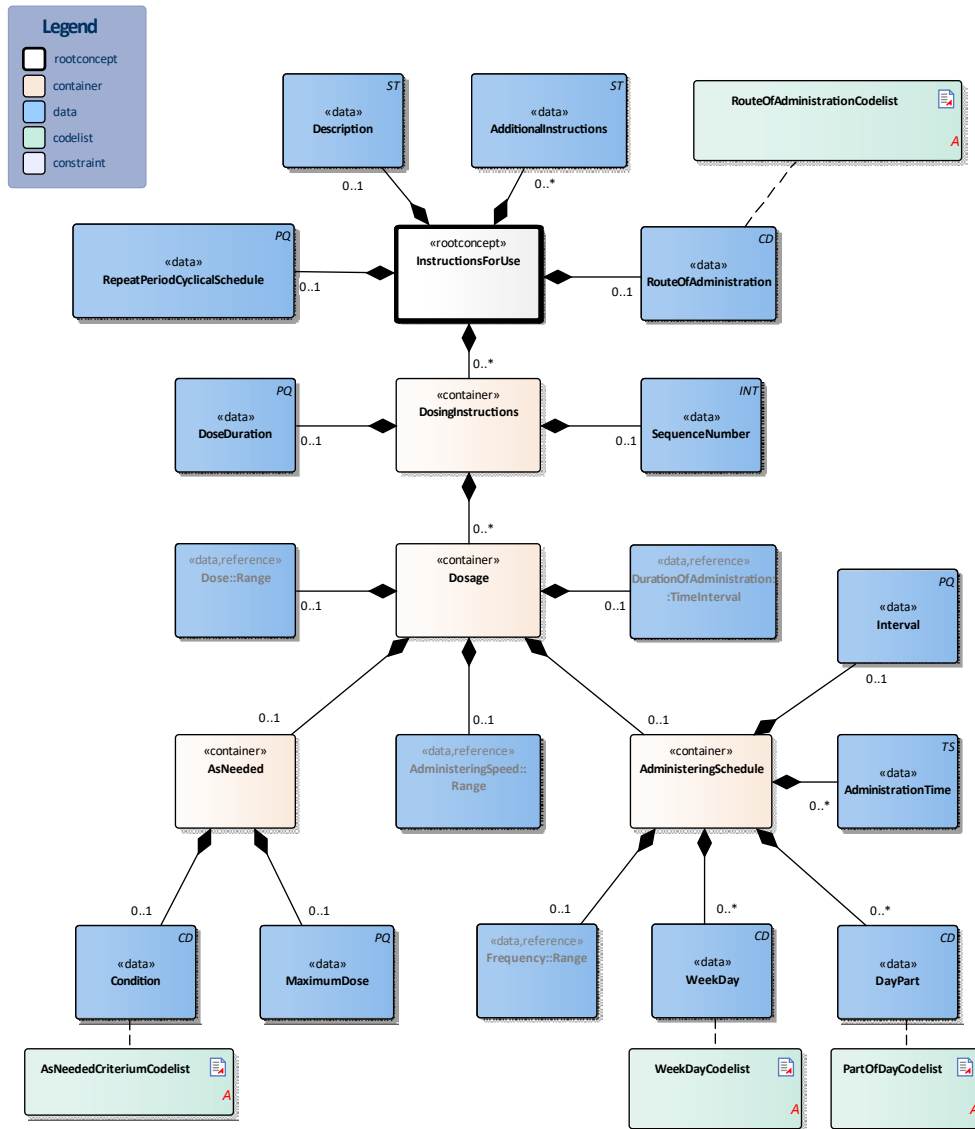 Legend
rootconcept
container
data
codelist
constraint
ST
«data»
Description
ST
«data»
AdditionalInstructions
RouteOfAdministrationCodelist
A
0..1
0..*
PQ
«data»
RepeatPeriodCyclicalSchedule
0..1
«rootconcept»
InstructionsForUse
CD
«data»
RouteOfAdministration
0..1
0..*
PQ
«data»
DoseDuration
0..1
«container»
DosingInstructions
INT
«data»
SequenceNumber
0..1
0..*
«data,reference»
Dose::Range
0..1
«container»
Dosage
«data,reference»
DurationOfAdministration:
:TimeInterval
0..1
PQ
«data»
Interval
0..1
0..1
0..1
0..1
«container»
AsNeeded
«data,reference»
AdministeringSpeed::
Range
«container»
AdministeringSchedule
TS
«data»
AdministrationTime
0..*
0..1
0..1
0..1
0..*
0..*
CD
«data»
Condition
PQ
«data»
MaximumDose
«data,reference»
Frequency::Range
CD
«data»
WeekDay
CD
«data»
DayPart
AsNeededCriteriumCodelist
A
WeekDayCodelist
A
PartOfDayCodelist
A